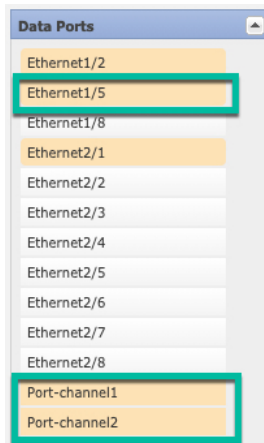 Data Ports
Ethernet1/2
Ethernet1/5
Ethernet1/8
Ethernet2/1
Ethernet2/2
Ethernet2/3
Ethernet2/4
Ethernet2/5
Ethernet2/6
Ethernet2/7
Ethernet2/8
Port-channel1
Port-channel2